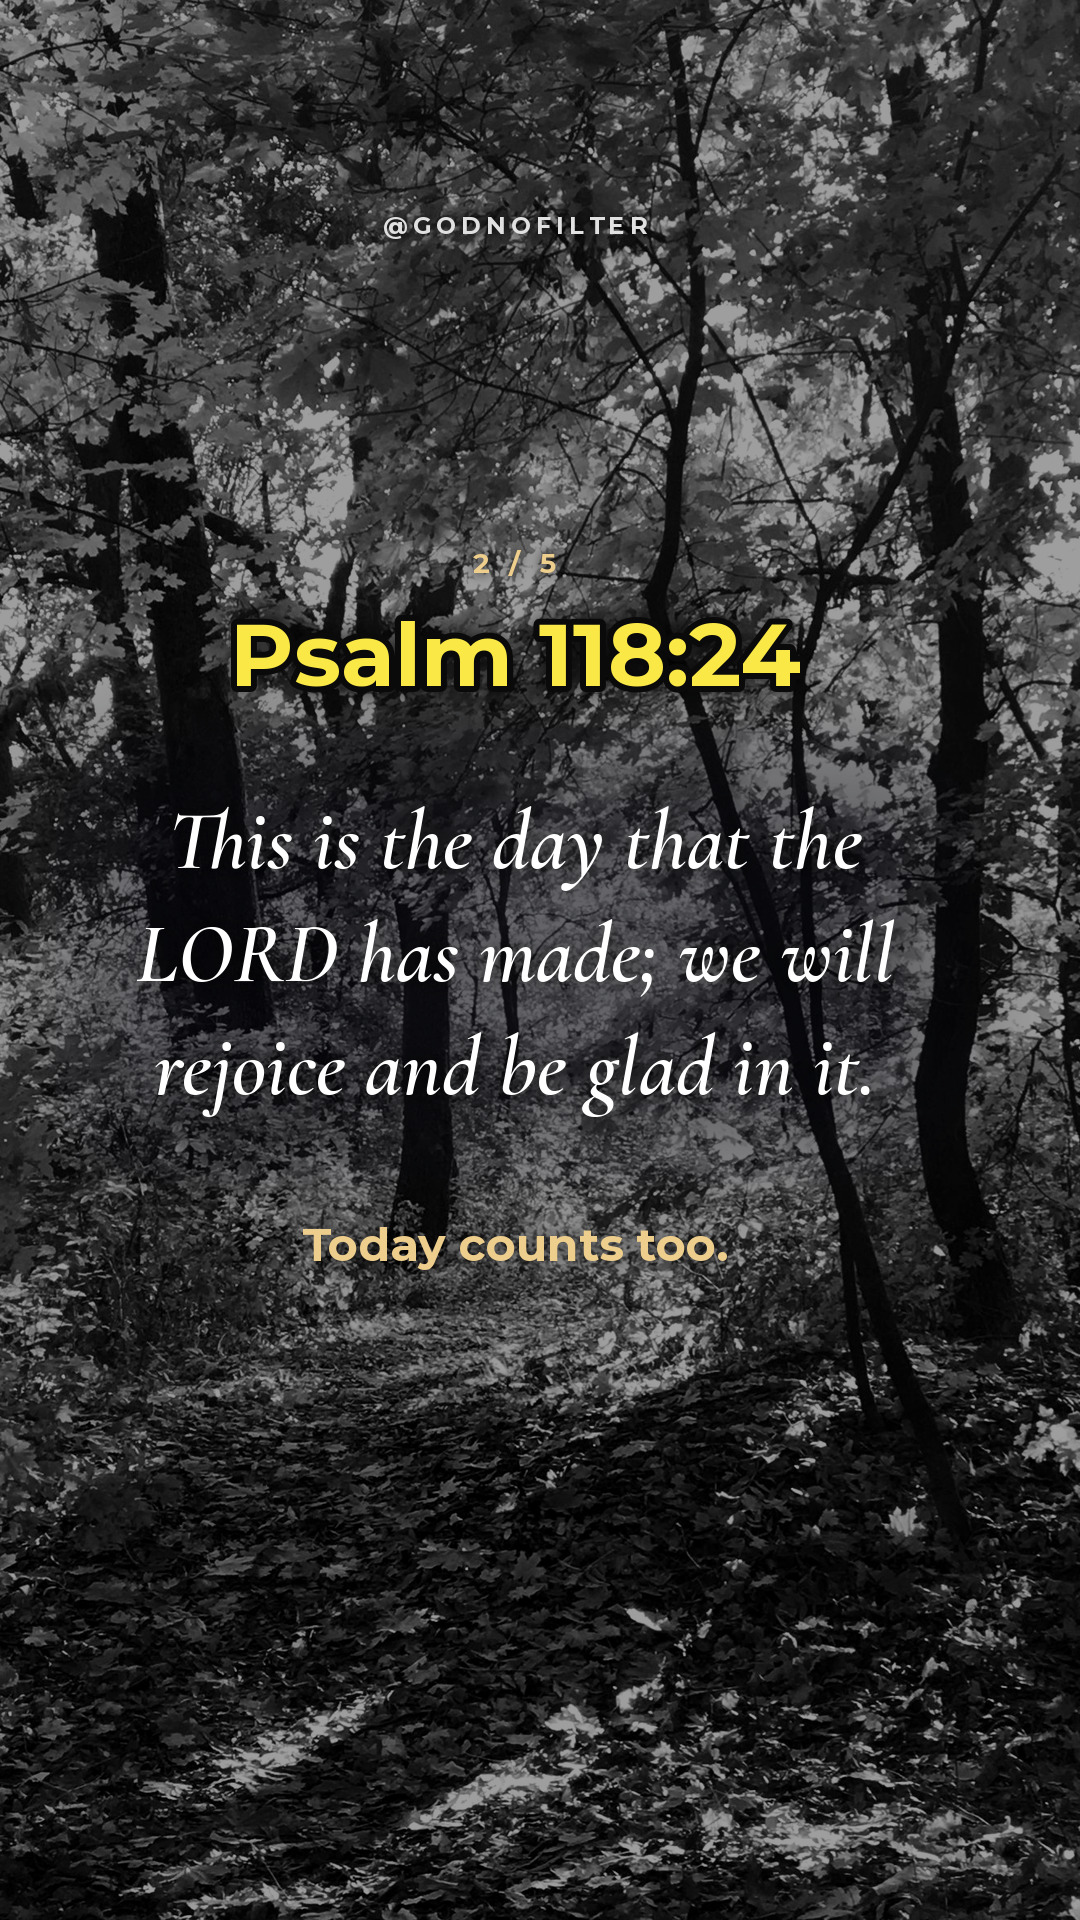 @GODNOFILTER
2 / 5
Psalm 118:24
This is the day that the
LORD has made; we will
rejoice and be glad in it.
Today counts too.